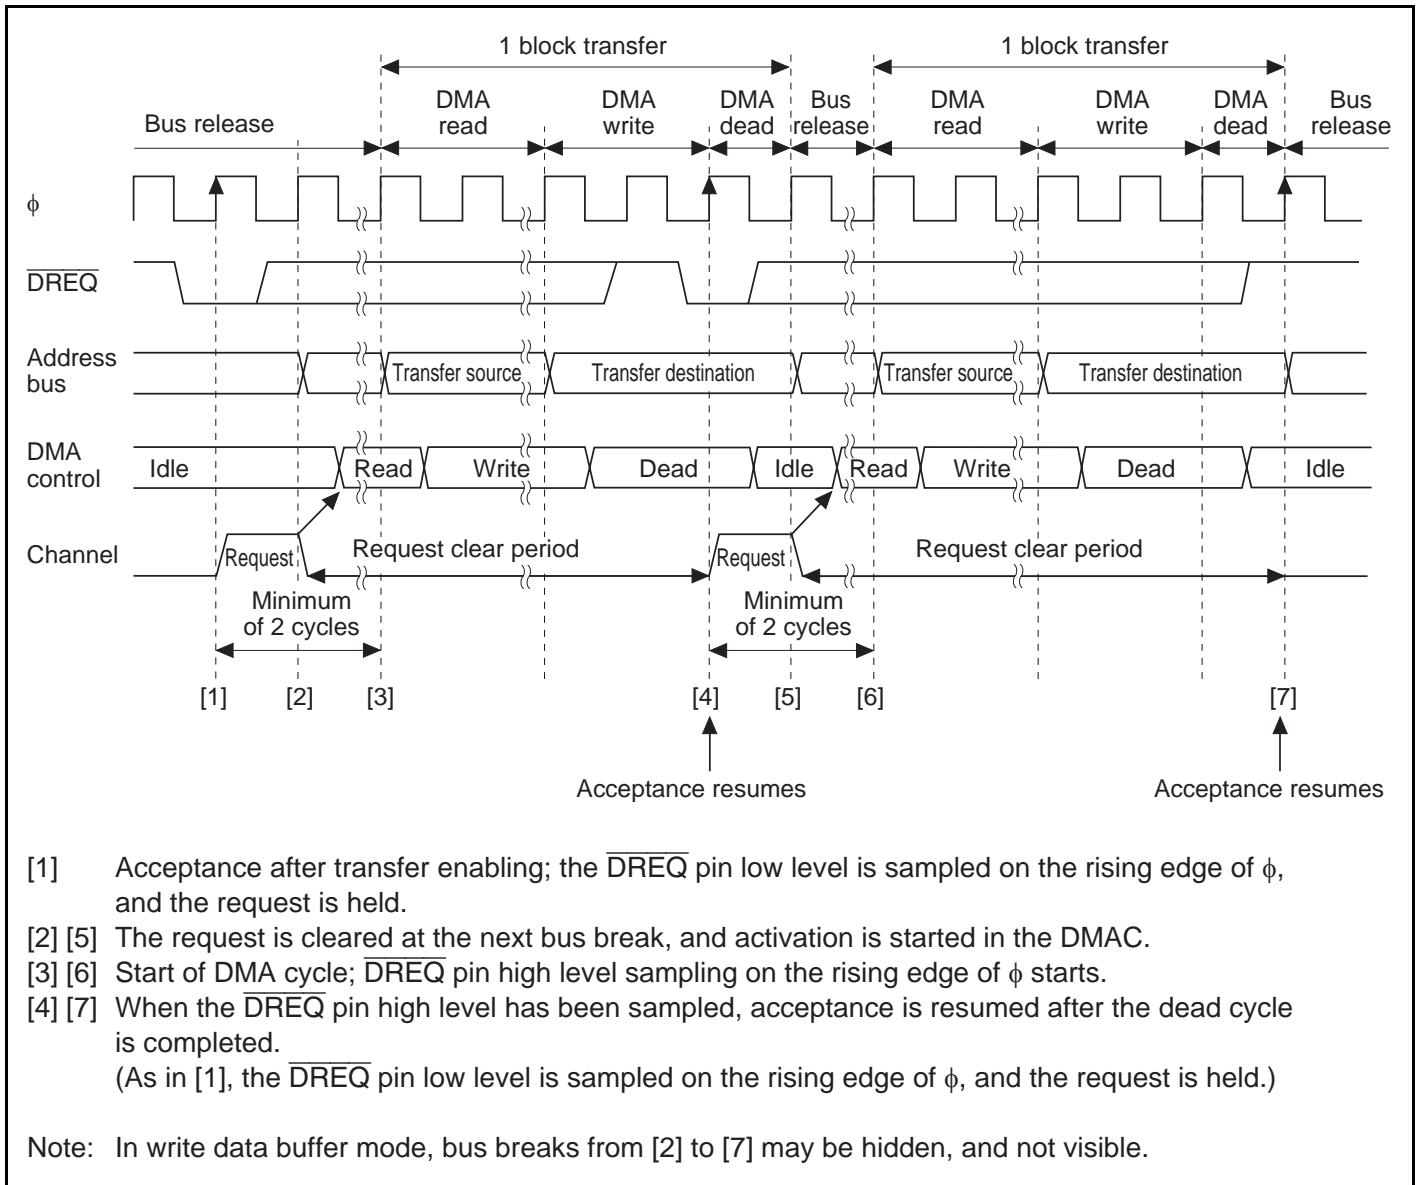 1 block transfer 1 block transfer
DMA DMA DMA Bus DMA DMA DMA Bus
Bus release read write dead release read write dead release
ϕ
DREQ
Address
bus
Transfer source Transfer destination Transfer source Transfer destination
DMA
control
Idle Read Write Dead Idle Read Write Dead Idle
Channel
Request Request clear period Request Request clear period
Minimum Minimum
of 2 cycles of 2 cycles
[1] [2] [3] [4] [5] [6] [7]
Acceptance resumes Acceptance resumes
[1] Acceptance after transfer enabling; the DREQ pin low level is sampled on the rising edge of ϕ,
and the request is held.
[2] [5] The request is cleared at the next bus break, and activation is started in the DMAC.
[3] [6] Start of DMA cycle; DREQ pin high level sampling on the rising edge of ϕ starts.
[4] [7] When the DREQ pin high level has been sampled, acceptance is resumed after the dead cycle
is completed.
(As in [1], the DREQ pin low level is sampled on the rising edge of ϕ, and the request is held.)
Note: In write data buffer mode, bus breaks from [2] to [7] may be hidden, and not visible.